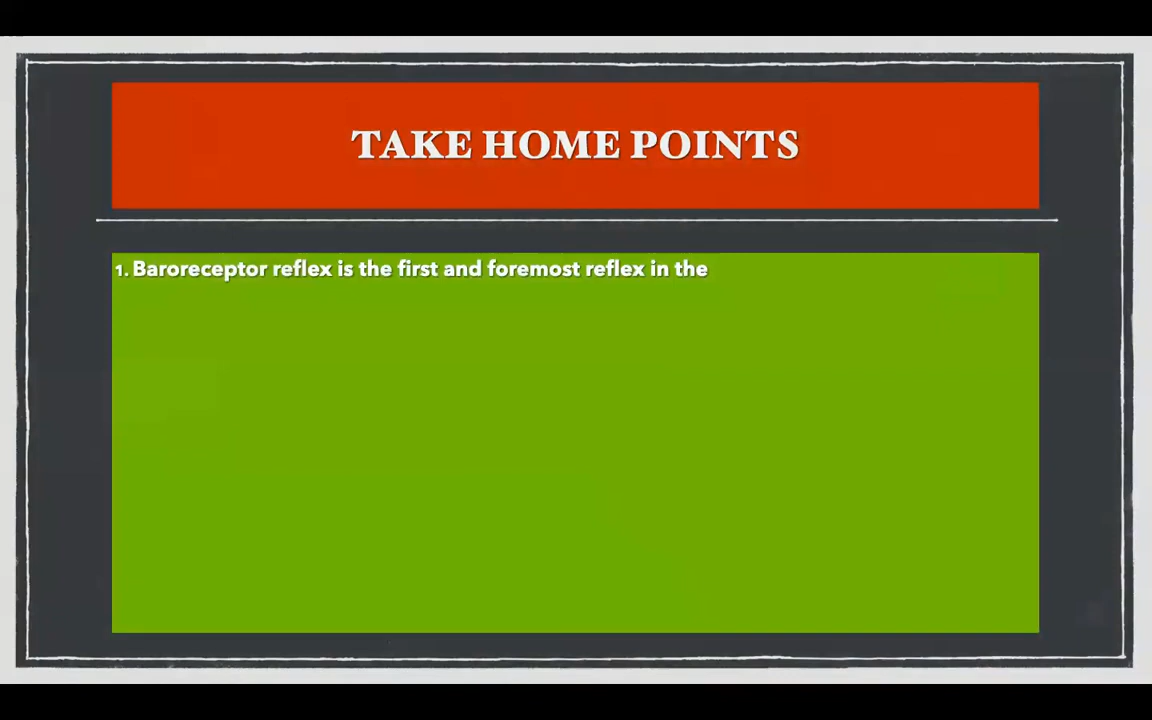 TAKE HOME POINTS
1. Baroreceptor reflex is the first and foremost reflex in the